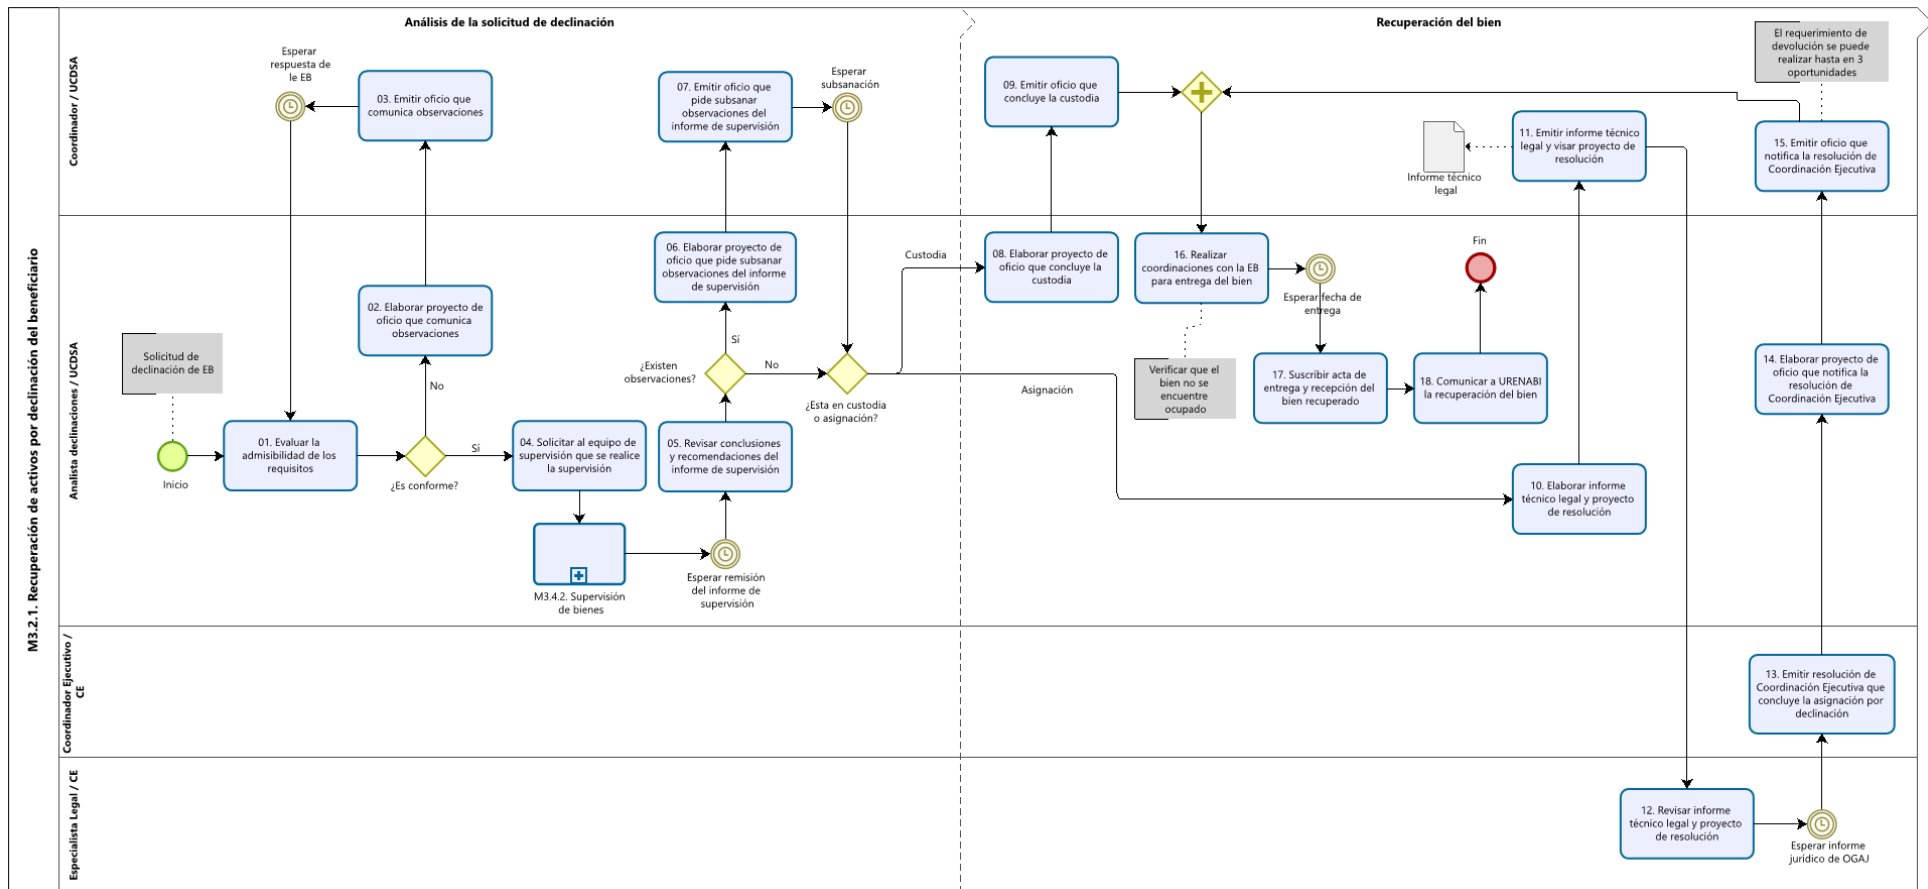 M3.2.1. Recuperación de activos por declinación del beneficiario
Análisis de la solicitud de declinación
Recuperación del bien
Coordinador / UCDSA
Esperar
respuesta de
le EB
03. Emitir oficio que
comunica observaciones
07. Emitir oficio que
pide subsanar
observaciones del
informe de supervisión
Esperar
subsanación
09. Emitir oficio que
concluye la custodia
Informe técnico
legal
11. Emitir informe técnico
legal y visar proyecto de
resolución
El requerimiento de
devolución se puede
realizar hasta en 3
oportunidades
15. Emitir oficio que
notifica la resolución de
Coordinación Ejecutiva
Analista declinaciones / UCDSA
Solicitud de
declinación de EB
Inicio
01. Evaluar la
admisibilidad de los
requisitos
02. Elaborar proyecto de
oficio que comunica
observaciones
No
¿Es conforme?
Sí
04. Solicitar al equipo de
supervisión que se realice
la supervisión
M3.4.2. Supervisión
de bienes
Esperar remisión
del informe de
supervisión
05. Revisar conclusiones
y recomendaciones del
informe de supervisión
¿Existen
observaciones?
Sí
No
06. Elaborar proyecto de
oficio que pide subsanar
observaciones del informe
de supervisión
¿Esta en custodia
o asignación?
Custodia
Asignación
08. Elaborar proyecto de
oficio que concluye la
custodia
16. Realizar
coordinaciones con la EB
para entrega del bien
Verificar que el
bien no se
encuentre
ocupado
Esperar fecha de
entrega
17. Suscribir acta de
entrega y recepción del
bien recuperado
18. Comunicar a URENABI
la recuperación del bien
Fin
10. Elaborar informe
técnico legal y proyecto
de resolución
14. Elaborar proyecto de
oficio que notifica la
resolución de
Coordinación Ejecutiva
Coordinador Ejecutivo /
CE
13. Emitir resolución de
Coordinación Ejecutiva que
concluye la asignación por
declinación
Especialista Legal / CE
12. Revisar informe
técnico legal y proyecto
de resolución
Esperar informe
jurídico de OGAJ